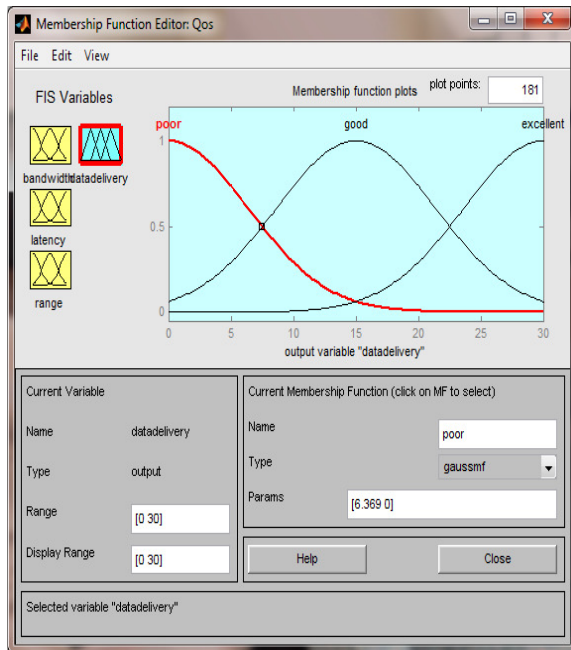 Membership Function Editor: Qos
File Edit View
FIS Variables
Membership function plots
plot points:
181
bandwidth
datadelivery
latency
range
poor
good
excellent
1
0.5
0
0 5 10 15 20 25 30
output variable "datadelivery"
Current Variable
Name datadelivery
Type output
Range [0 30]
Display Range [0 30]
Current Membership Function (click on MF to select)
Name poor
Type gaussmf
Params [6.369 0]
Help Close
Selected variable "datadelivery"